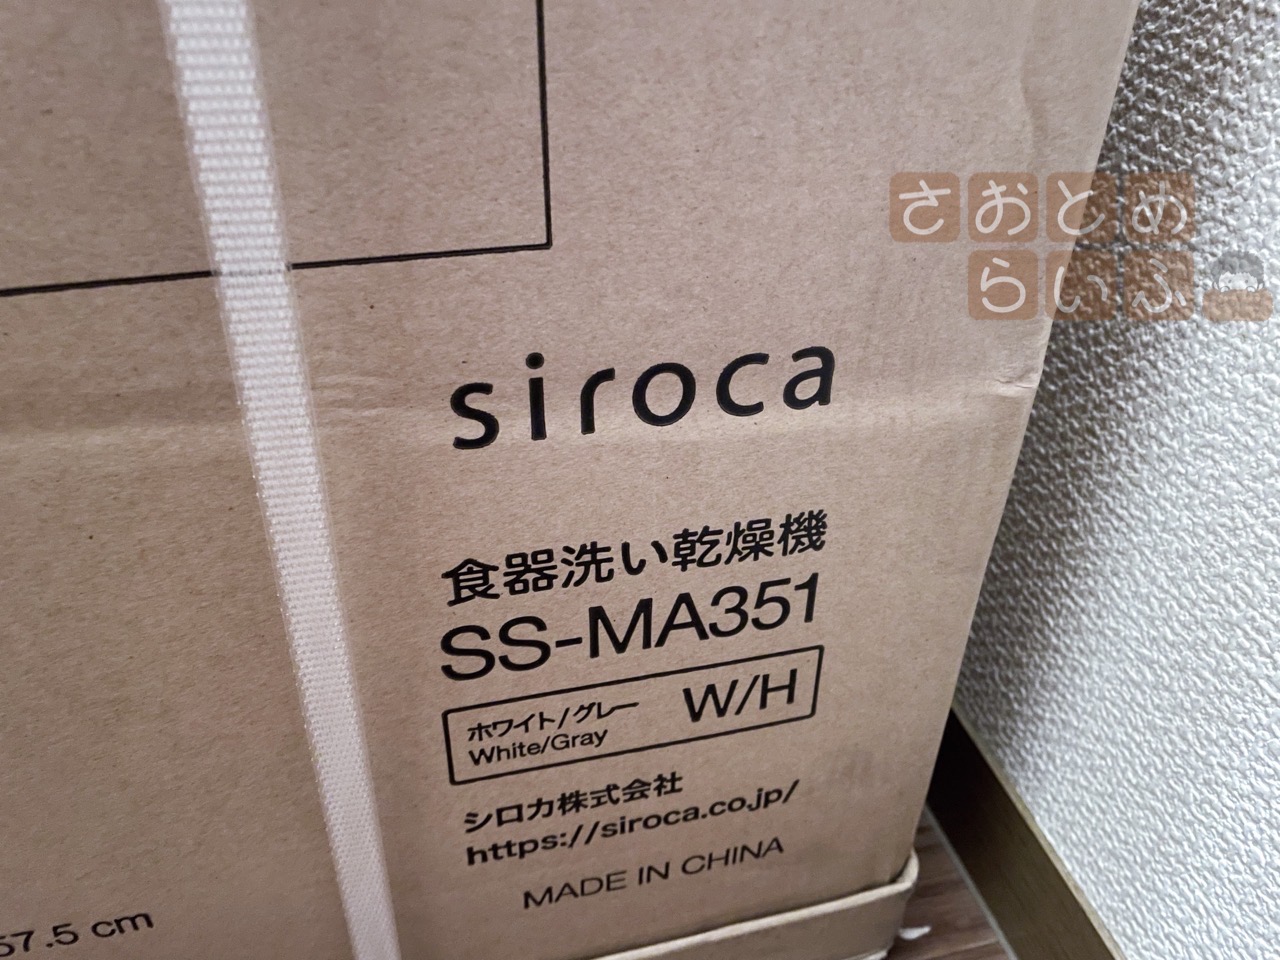 さおとめ
らいふ
siroca
食器洗い乾燥機
SS-MA351
ホワイト/グレー
White/Gray
W/H
シロカ株式会社
https://siroca.co.jp/
MADE IN CHINA
57.5 cm